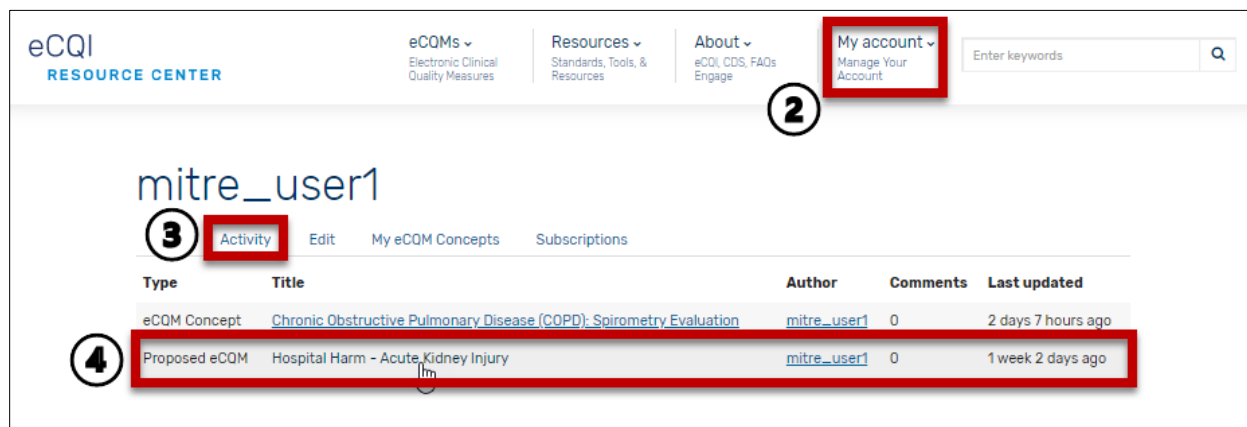 eCQI
RESOURCE CENTER
eCQMs
Electronic Clinical
Quality Measures
Resources
Standards, Tools, &
Resources
About
eCQI, CDS, FAQs
Engage
My account
Manage Your
Account
Enter keywords
2
mitre_user1
3
Activity Edit My eCQM Concepts Subscriptions
Type Title Author Comments Last updated
eCQM Concept Chronic Obstructive Pulmonary Disease (COPD): Spirometry Evaluation mitre_user1 0 2 days 7 hours ago
4
Proposed eCQM Hospital Harm - Acute Kidney Injury mitre_user1 0 1 week 2 days ago